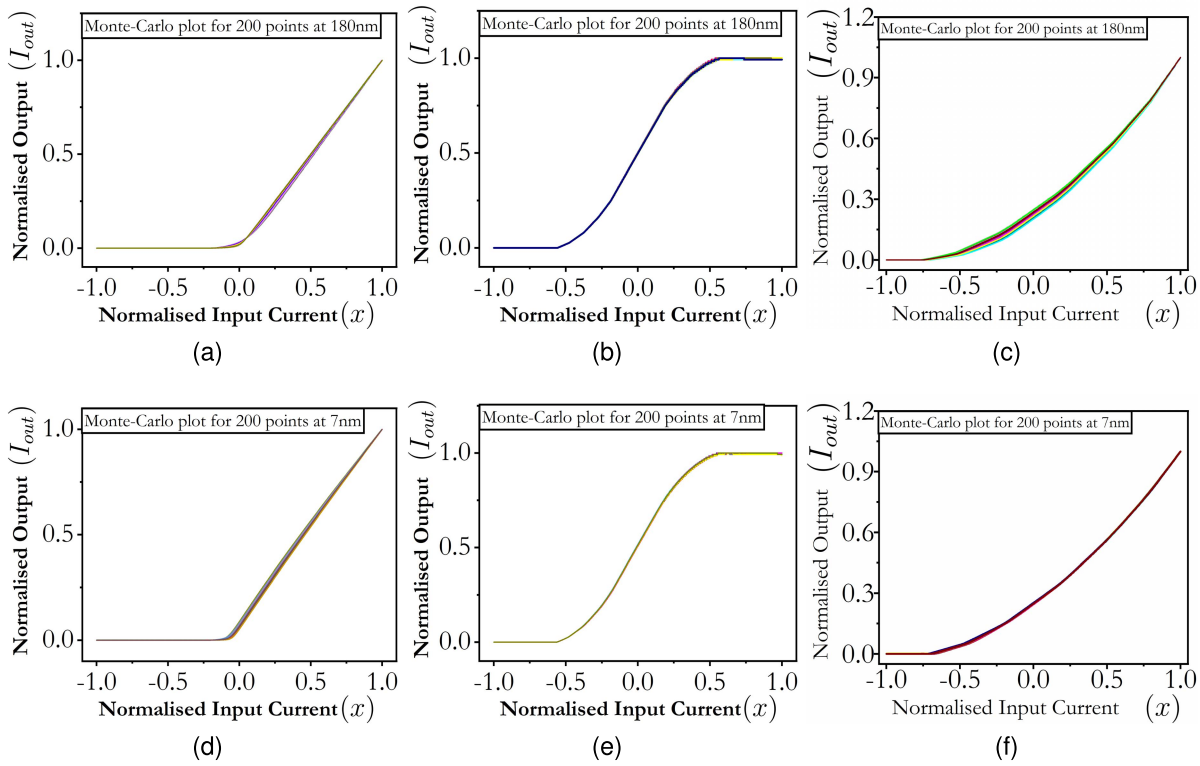 Monte-Carlo plot for 200 points at 180nm
Normalised Output (I_out)
1.0
0.5
0.0
-1.0 -0.5 0.0 0.5 1.0
Normalised Input Current (x)
(a)
Monte-Carlo plot for 200 points at 180nm
Normalised Output (I_out)
1.0
0.5
0.0
-1.0 -0.5 0.0 0.5 1.0
Normalised Input Current (x)
(b)
Monte-Carlo plot for 200 points at 180nm
Normalised Output (I_out)
1.2
0.9
0.6
0.3
0.0
-1.0 -0.5 0.0 0.5 1.0
Normalised Input Current (x)
(c)
Monte-Carlo plot for 200 points at 7nm
Normalised Output (I_out)
1.0
0.5
0.0
-1.0 -0.5 0.0 0.5 1.0
Normalised Input Current (x)
(d)
Monte-Carlo plot for 200 points at 7nm
Normalised Output (I_out)
1.0
0.5
0.0
-1.0 -0.5 0.0 0.5 1.0
Normalised Input Current (x)
(e)
Monte-Carlo plot for 200 points at 7nm
Normalised Output (I_out)
1.2
0.9
0.6
0.3
0.0
-1.0 -0.5 0.0 0.5 1.0
Normalised Input Current (x)
(f)